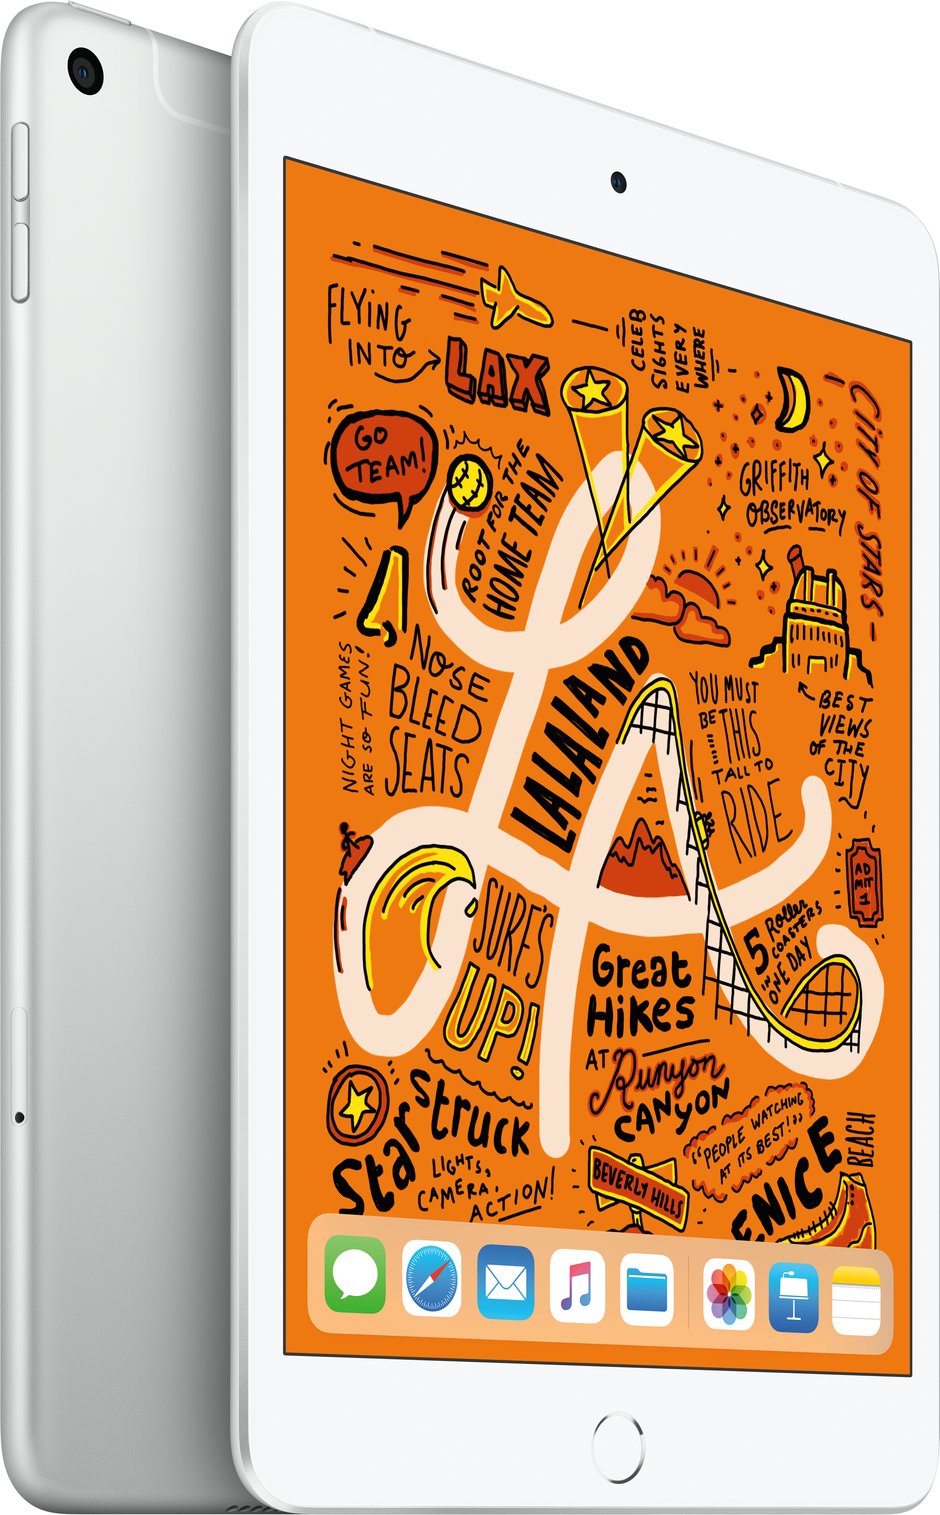 FLYING
INTO
LAX
CELEB
SIGHTS
EVERY
WHERE
CITY OF STARS
GO
TEAM!
ROOT FOR THE
HOME TEAM
GRIFFITH
OBSERVATORY
NIGHT GAMES
ARE SO FUN!
NOSE
BLEED
SEATS
LALALAND
YOU MUST
BE THIS
TALL TO
RIDE
BEST
VIEWS
OF THE
CITY
AD
MIT
1
SURF'S
UP!
5 Roller
COASTERS
IN ONE DAY
Great
HIKES
AT Runyon
CANYON
Star struck
LIGHTS,
CAMERA,
ACTION!
BEVERLY HILLS
"PEOPLE WATCHING
AT ITS BEST!"
ENICE
BEACH